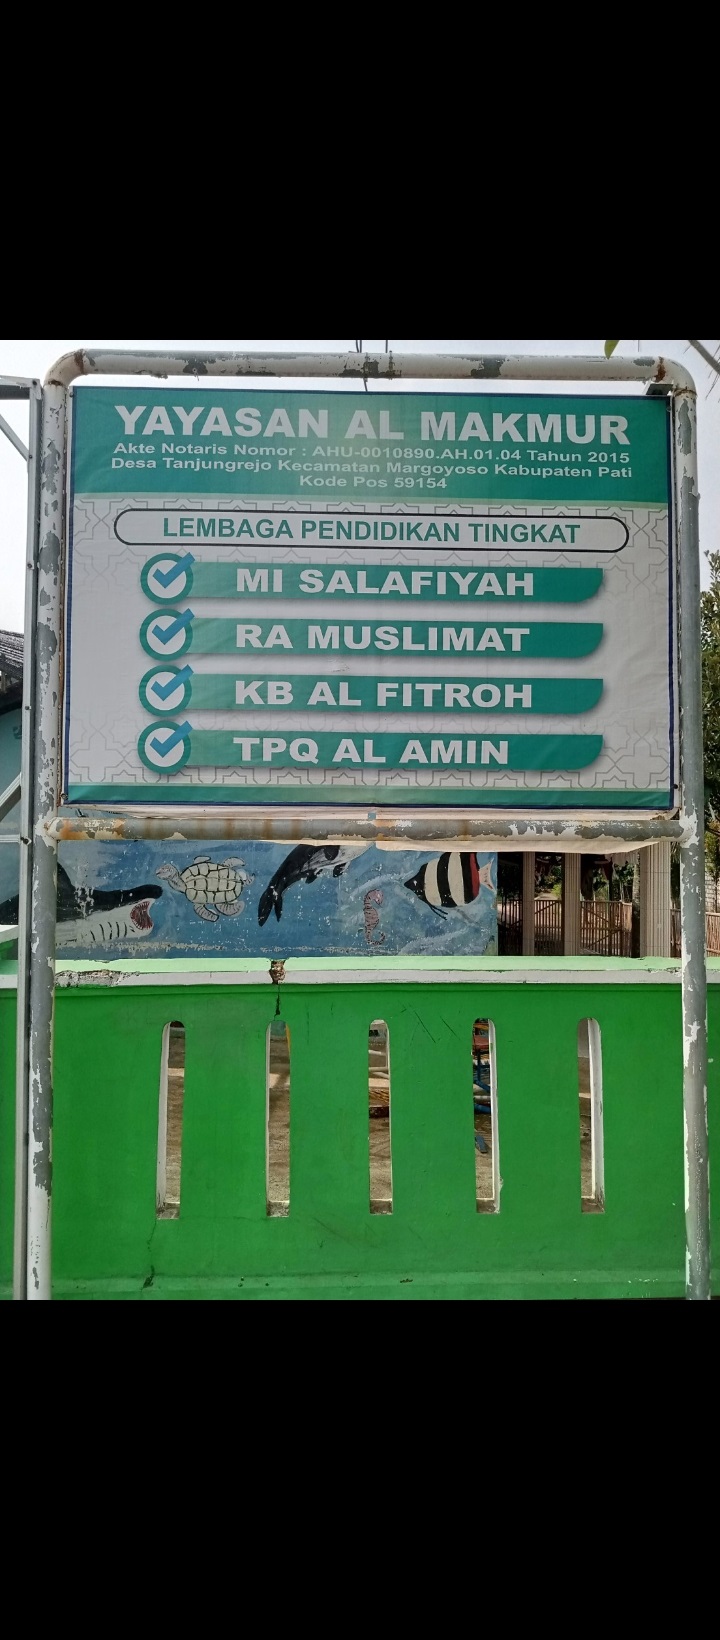 YAYASAN AL MAKMUR
Akte Notaris Nomor : AHU-0010890.AH.01.04 Tahun 2015
Desa Tanjungrejo Kecamatan Margoyoso Kabupaten Pati
Kode Pos 59154
LEMBAGA PENDIDIKAN TINGKAT
MI SALAFIYAH
RA MUSLIMAT
KB AL FITROH
TPQ AL AMIN